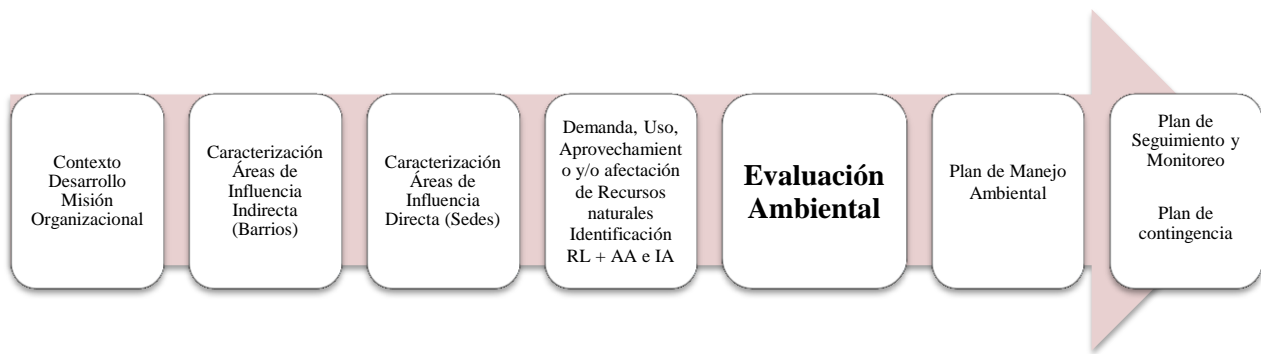 Contexto
Desarrollo
Misión
Organizacional
Caracterización
Áreas de
Influencia
Indirecta
(Barrios)
Caracterización
Áreas de
Influencia
Directa (Sedes)
Demanda, Uso,
Aprovechamient
o y/o afectación
de Recursos
naturales
Identificación
RL + AA e IA
Evaluación
Ambiental
Plan de Manejo
Ambiental
Plan de
Seguimiento y
Monitoreo
Plan de
contingencia